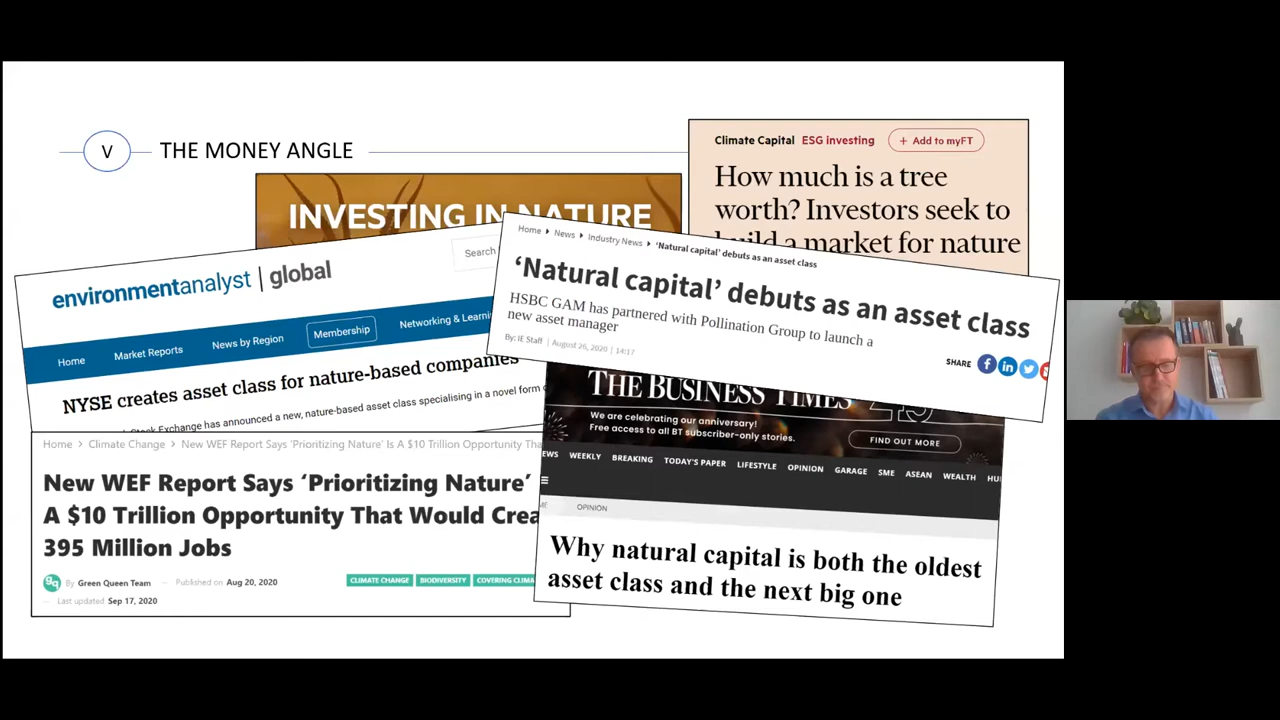 V
THE MONEY ANGLE
INVESTING IN NATURE
Climate Capital ESG investing + Add to myFT
How much is a tree
worth? Investors seek to
build a market for nature
environmentanalyst | global
Search
Home Market Reports News by Region Membership Networking & Learni
NYSE creates asset class for nature-based companies
Stock Exchange has announced a new, nature-based asset class specialising in a novel form
Home News Industry News 'Natural capital' debuts as an asset class
‘Natural capital’ debuts as an asset class
HSBC GAM has partnered with Pollination Group to launch a
new asset manager
By: IE Staff | August 26, 2020 | 14:17
SHARE
Home > Climate Change > New WEF Report Says 'Prioritizing Nature' Is A $10 Trillion Opportunity Tha
New WEF Report Says ‘Prioritizing Nature’
A $10 Trillion Opportunity That Would Crea
395 Million Jobs
gq By Green Queen Team — Published on Aug 20, 2020
CLIMATE CHANGE BIODIVERSITY COVERING CLIMA
— Last updated: Sep 17, 2020
THE BUSINESS TIMES
We are celebrating our anniversary!
Free access to all BT subscriber-only stories.
FIND OUT MORE
EWS WEEKLY BREAKING TODAY'S PAPER LIFESTYLE OPINION GARAGE SME ASEAN WEALTH HU
OPINION
Why natural capital is both the oldest
asset class and the next big one